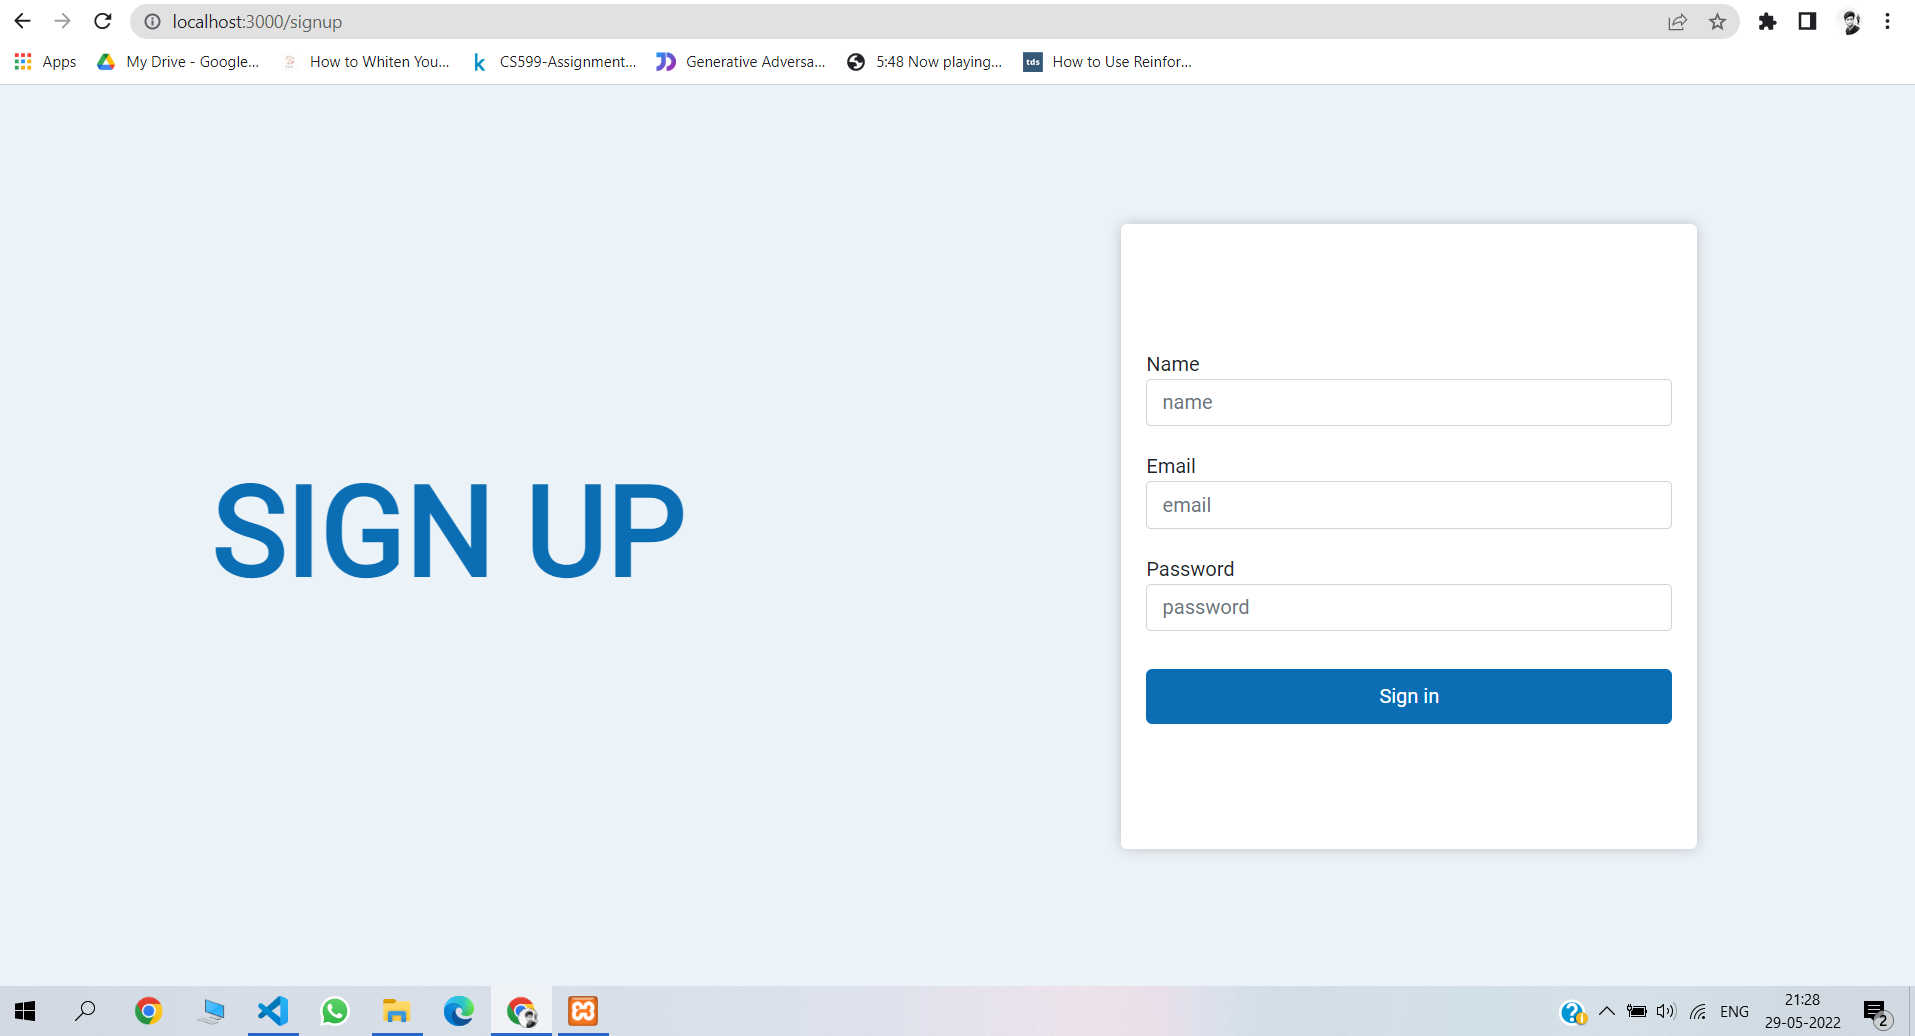 localhost:3000/signup
Apps My Drive - Google... How to Whiten You... CS599-Assignment... Generative Adversa... 5:48 Now playing... tds How to Use Reinfor...
SIGN UP
Name
name
Email
email
Password
password
Sign in
ENG
21:28
29-05-2022
2